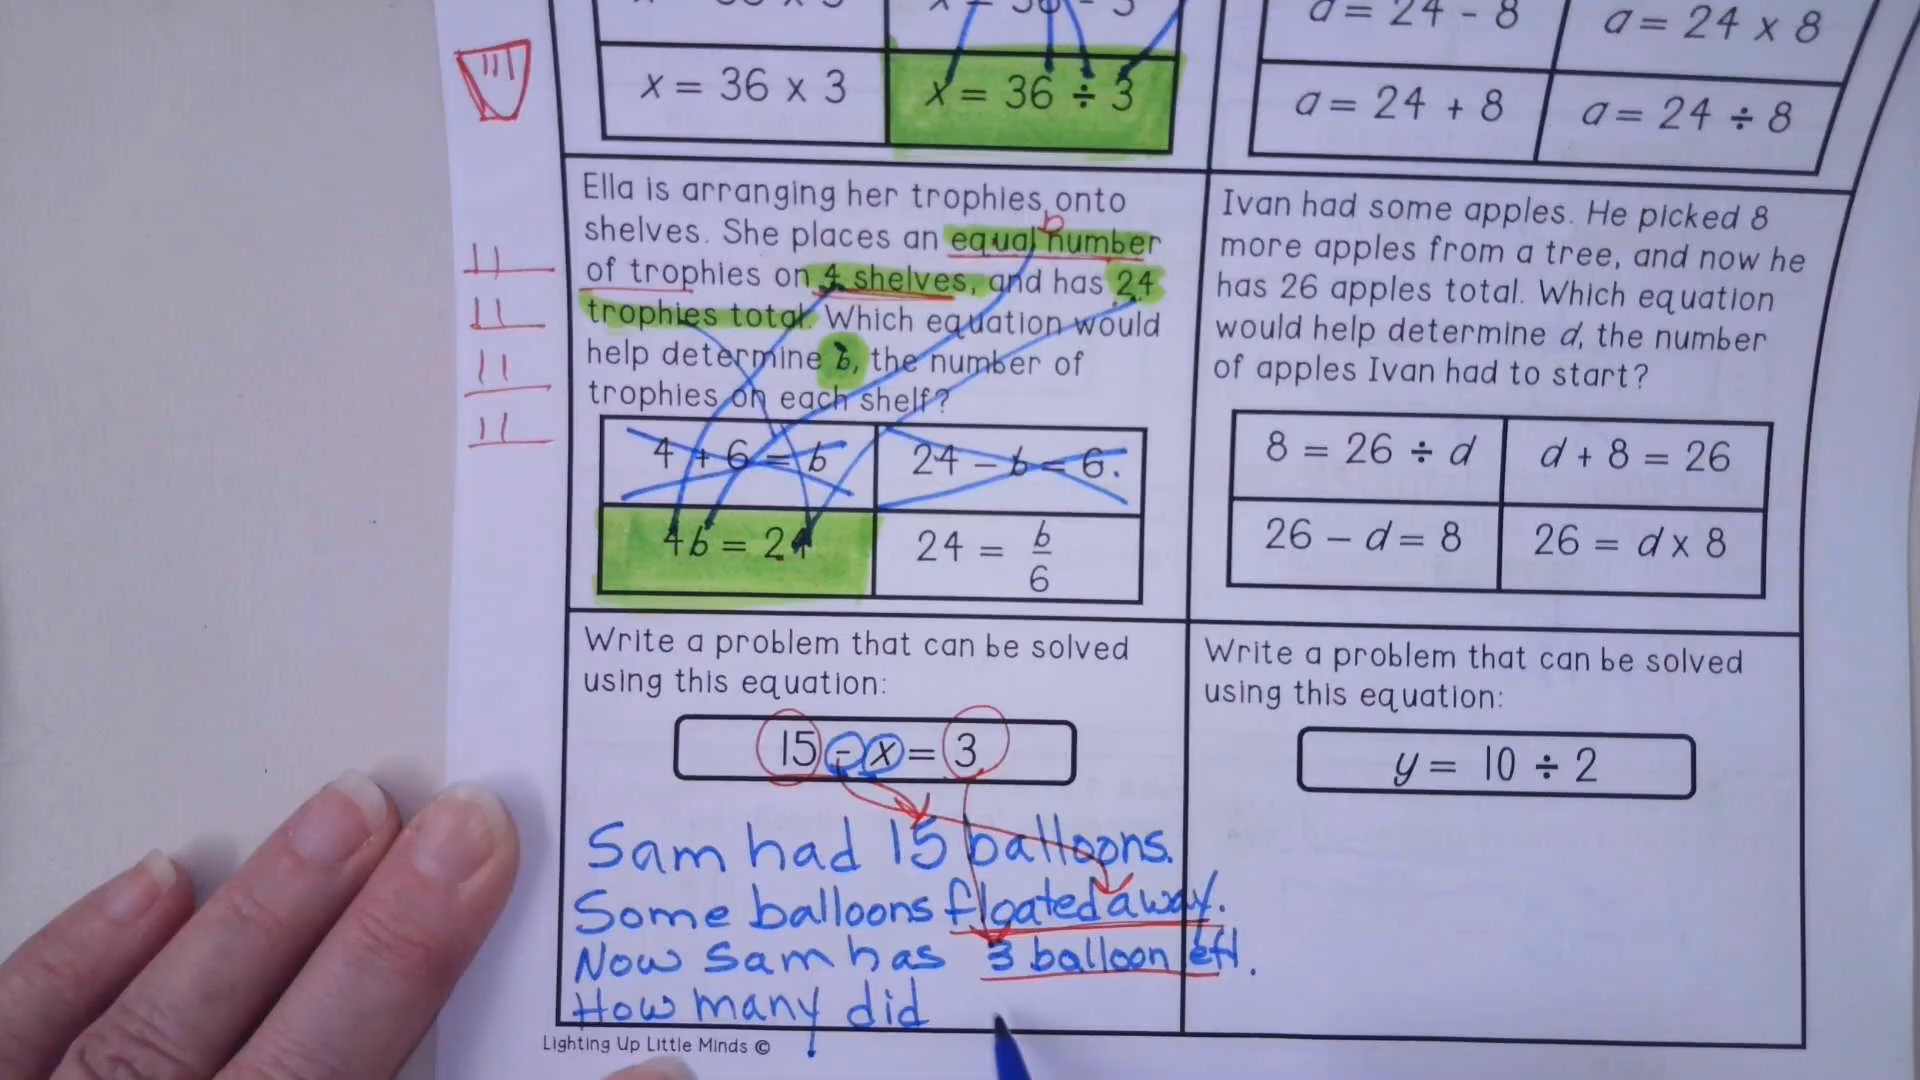 a = 24 - 8
a = 24 x 8
x = 36 x 3
x = 36 ÷ 3
a = 24 + 8
a = 24 ÷ 8
Ella is arranging her trophies onto
shelves. She places an equal number
of trophies on 4 shelves, and has 24
trophies total. Which equation would
help determine b, the number of
trophies on each shelf?
b
4 + 6 = b
24 – b = 6.
4b = 24
24 = b/6
Ivan had some apples. He picked 8
more apples from a tree, and now he
has 26 apples total. Which equation
would help determine d, the number
of apples Ivan had to start?
8 = 26 ÷ d
d + 8 = 26
26 – d = 8
26 = d x 8
Write a problem that can be solved
using this equation:
15 - x = 3
Sam had 15 balloons.
Some balloons floated away.
Now Sam has 3 balloon
How many did
Write a problem that can be solved
using this equation:
y = 10 ÷ 2
Lighting Up Little Minds ©